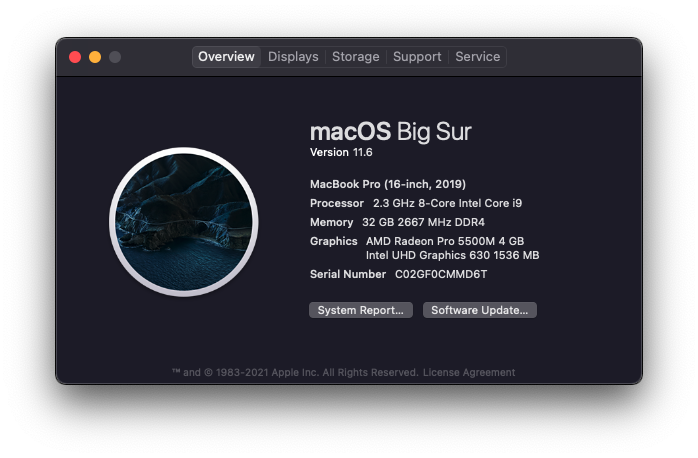 Overview Displays Storage Support Service
macOS Big Sur
Version 11.6
MacBook Pro (16-inch, 2019)
Processor 2.3 GHz 8-Core Intel Core i9
Memory 32 GB 2667 MHz DDR4
Graphics AMD Radeon Pro 5500M 4 GB
Intel UHD Graphics 630 1536 MB
Serial Number C02GF0CMMD6T
System Report... Software Update...
™ and © 1983-2021 Apple Inc. All Rights Reserved. License Agreement